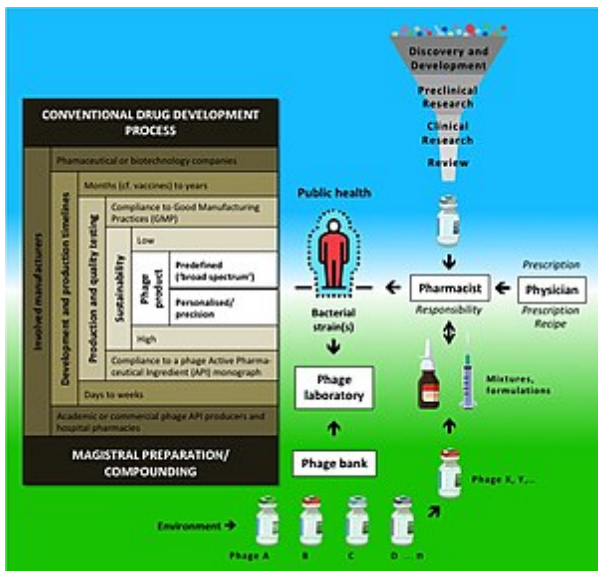 CONVENTIONAL DRUG DEVELOPMENT
PROCESS
Involved manufacturers
Phamaceutical or biotechnology companies
Development and production timelines
Months (cf. vaccines) to years
Production and quality testing
Compliance to Good Manufacturing
Practices (GMP)
Sustainability
Low
Phage
product
Predefined
('broad spectrum')
Personalised/
precision
High
Compliance to a phage Active Pharma-
ceutical Ingredient (API) monograph
Days to weeks
Academic or commercial phage API producers and
hospital pharmacies
MAGISTRAL PREPARATION/
COMPOUNDING
Discovery and
Development
Preclinical
Research
Clinical
Research
Review
Public health
Bacterial
strain(s)
Phage
laboratory
Phage bank
Pharmacist
Responsibility
Prescription
Physician
Prescription
Recipe
Mixtures,
formulations
Phage X, Y,...
Environment
Phage A B C D ... n